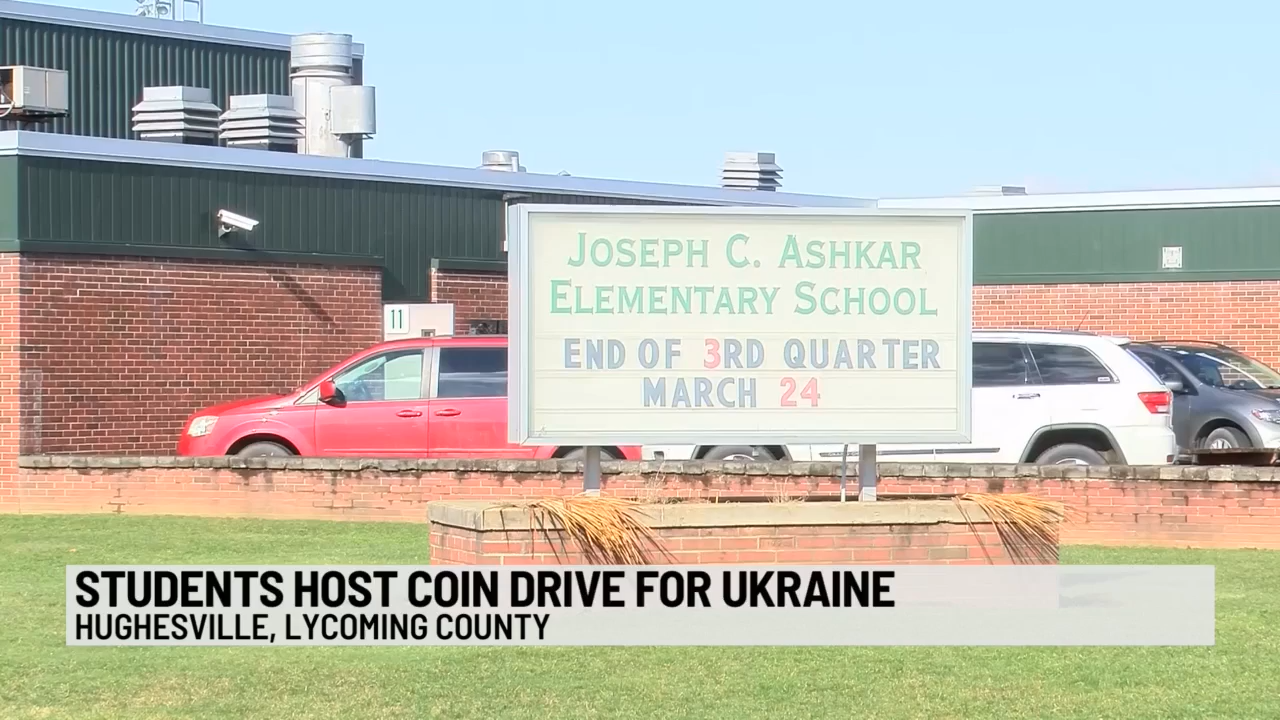 JOSEPH C. ASHKAR
ELEMENTARY SCHOOL
END OF 3RD QUARTER
MARCH 24
11
STUDENTS HOST COIN DRIVE FOR UKRAINE
HUGHESVILLE, LYCOMING COUNTY